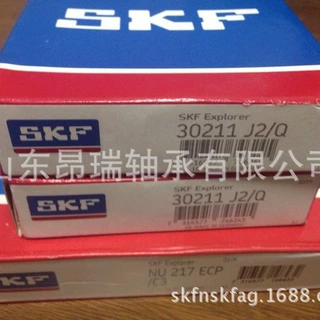 SKF
SKF Explorer
30211 J2/Q
山东昂瑞轴承有限公司
SKF
SKF Explorer
30211 J2/Q
SKF
SKF Explorer
NU 217 ECP
/C3
skfnskfag.1688.c